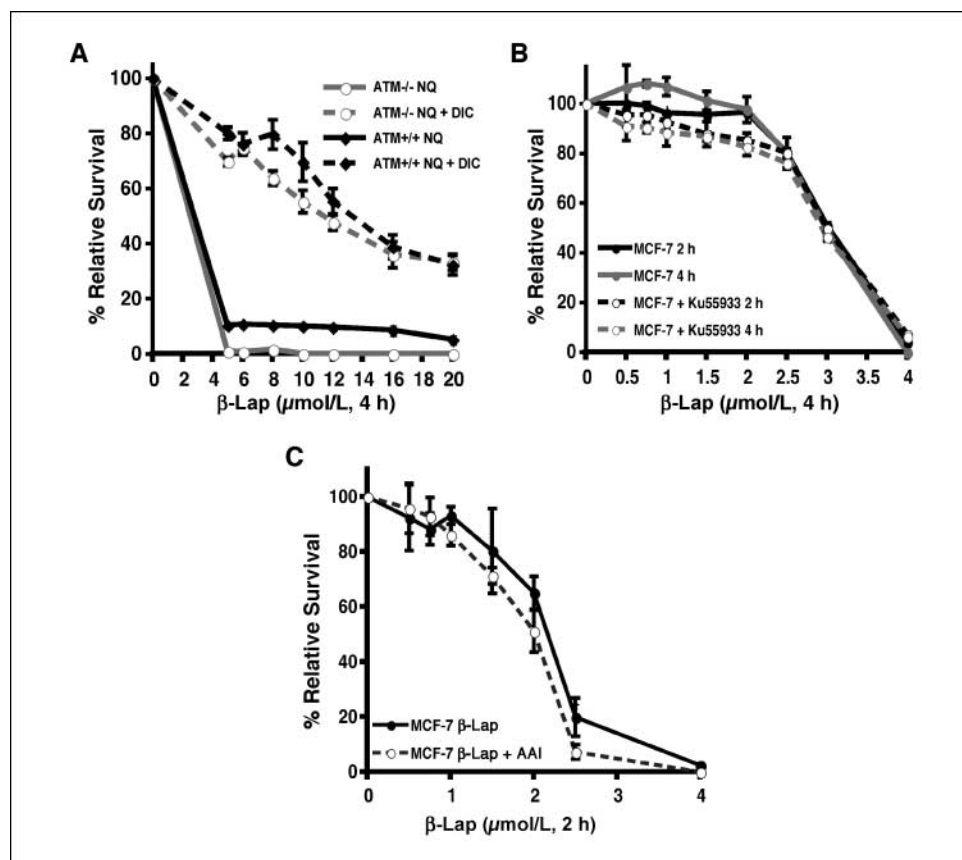 A
% Relative Survival
100
80
60
40
20
0
ATM-/- NQ
ATM-/- NQ + DIC
ATM+/+ NQ
ATM+/+ NQ + DIC
0 2 4 6 8 10 12 14 16 18 20
β-Lap (µmol/L, 4 h)
B
% Relative Survival
100
80
60
40
20
0
MCF-7 2 h
MCF-7 4 h
MCF-7 + Ku55933 2 h
MCF-7 + Ku55933 4 h
0 0.5 1 1.5 2 2.5 3 4
β-Lap (µmol/L, 4 h)
C
% Relative Survival
100
80
60
40
20
0
MCF-7 β-Lap
MCF-7 β-Lap + AAI
0 1 2 3 4
β-Lap (µmol/L, 2 h)